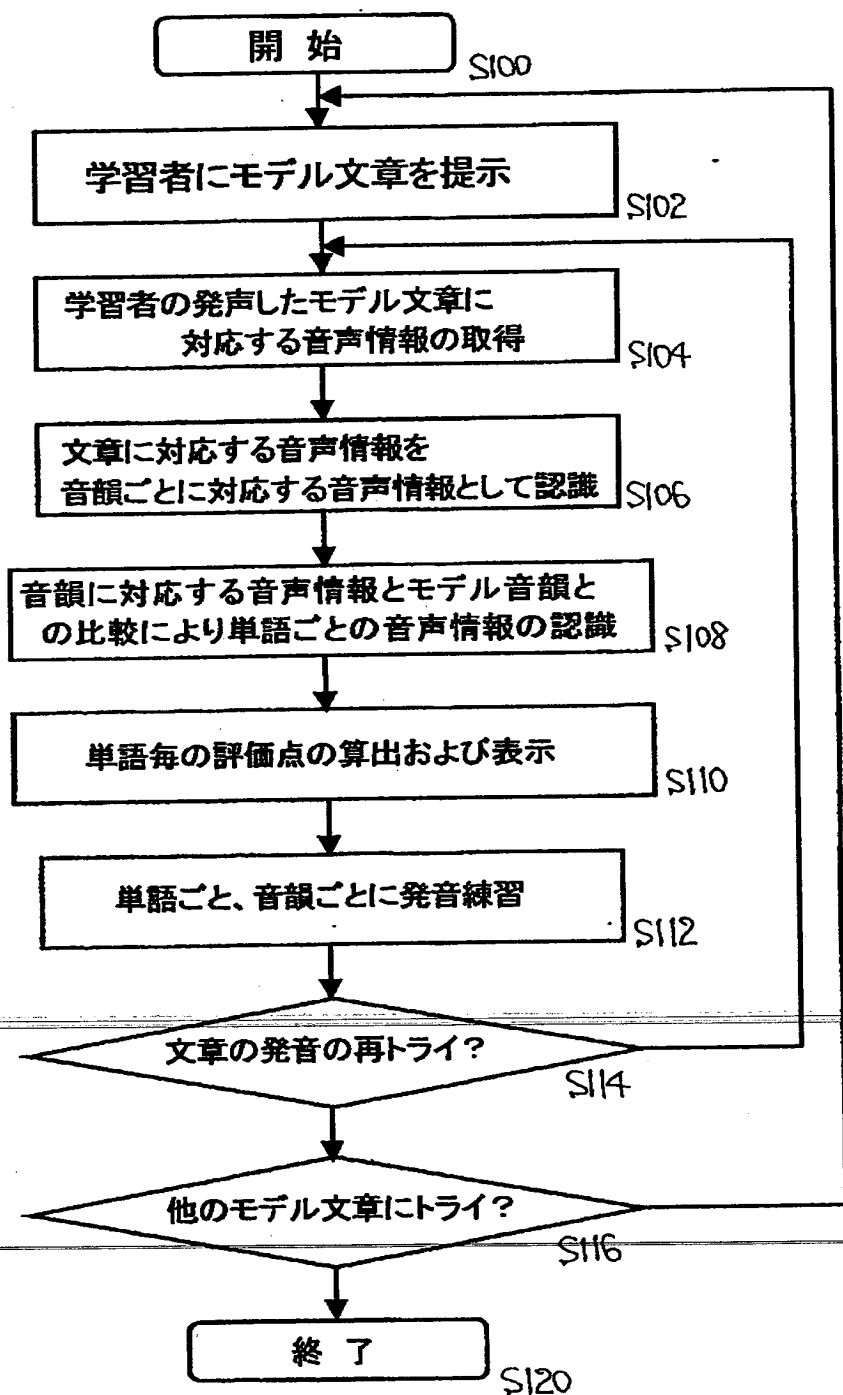 開 始
S100
学習者にモデル文章を提示
S102
学習者の発声したモデル文章に
対応する音声情報の取得
S104
文章に対応する音声情報を
音韻ごとに対応する音声情報として認識
S106
音韻に対応する音声情報とモデル音韻と
の比較により単語ごとの音声情報の認識
S108
単語毎の評価点の算出および表示
S110
単語ごと、音韻ごとに発音練習
S112
文章の発音の再トライ?
S114
他のモデル文章にトライ?
S116
終 了
S120